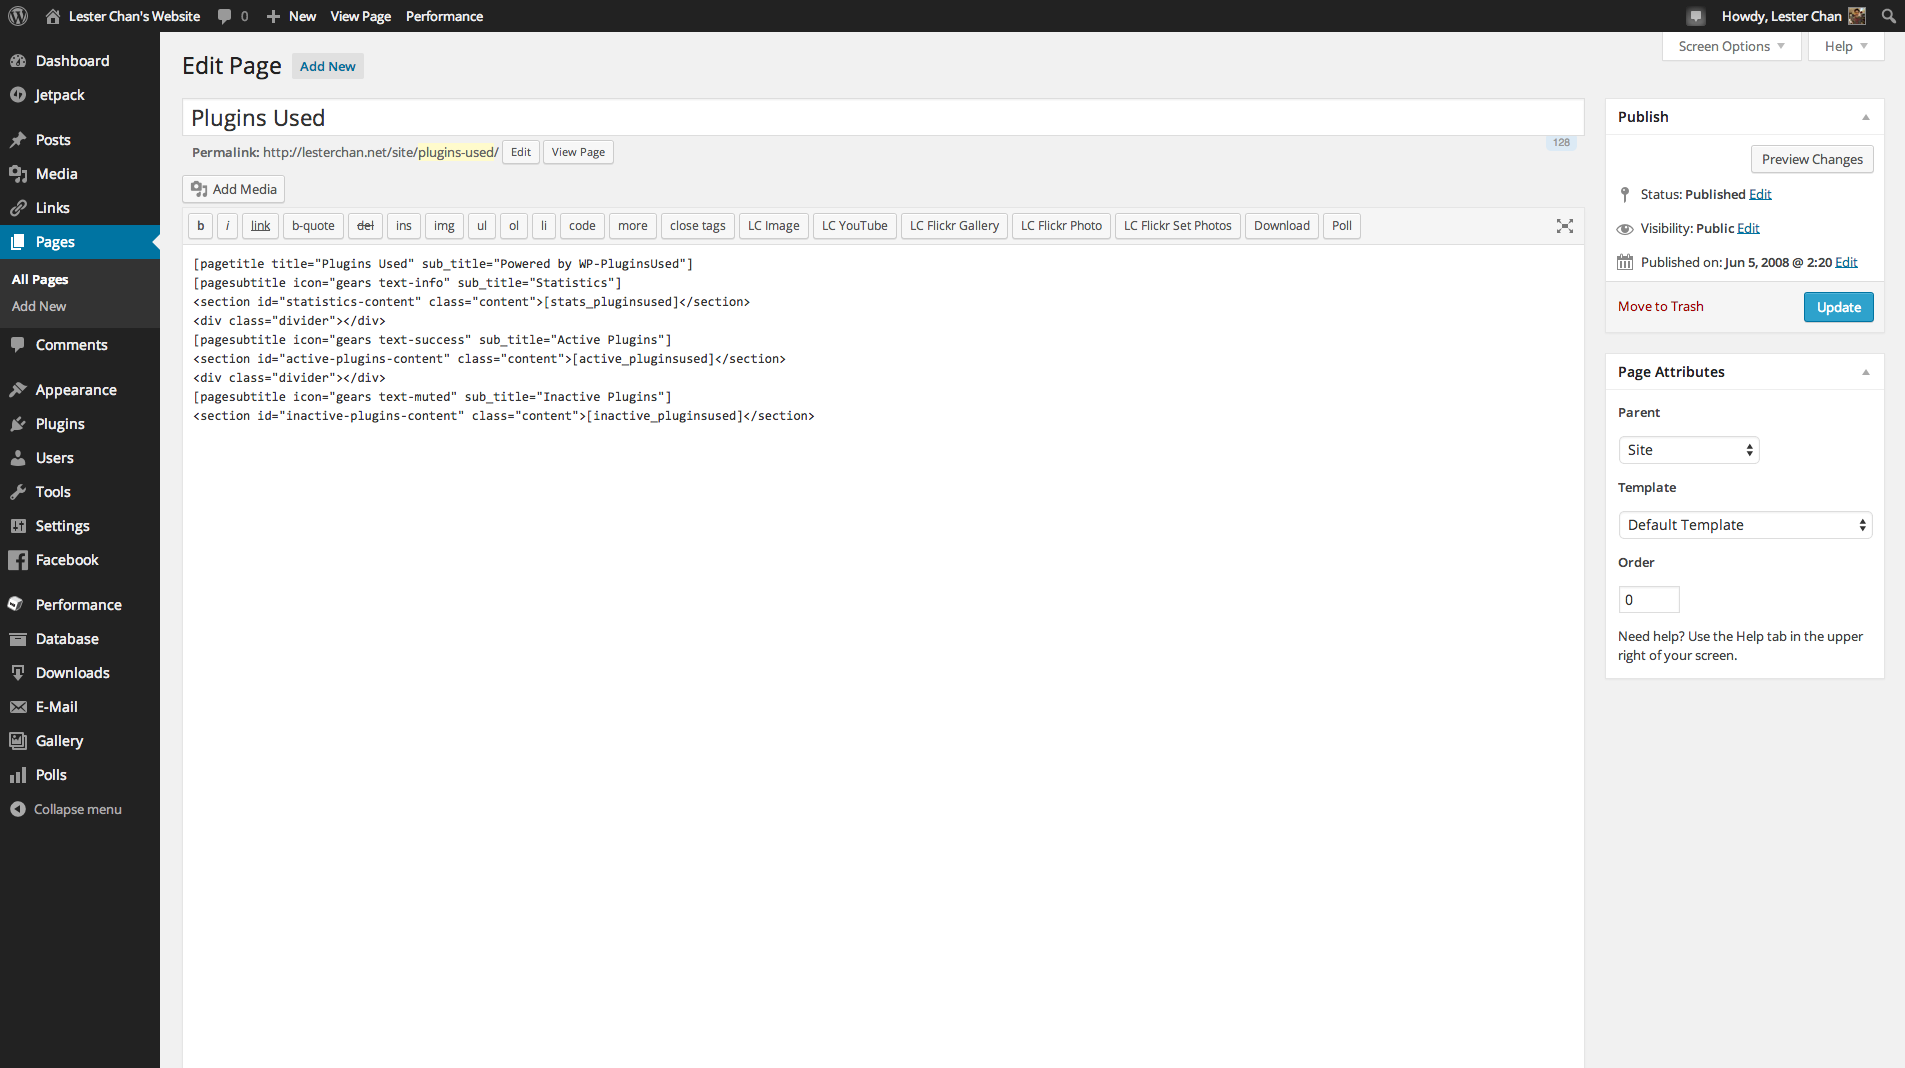 Lester Chan's Website 0 New View Page Performance Howdy, Lester Chan
Screen Options Help
Dashboard
Jetpack
Posts
Media
Links
Pages
All Pages
Add New
Comments
Appearance
Plugins
Users
Tools
Settings
Facebook
Performance
Database
Downloads
E-Mail
Gallery
Polls
Collapse menu
Edit Page Add New
Plugins Used
Permalink: http://lesterchan.net/site/plugins-used/ Edit View Page
128
Add Media
b i link b-quote del ins img ul ol li code more close tags LC Image LC YouTube LC Flickr Gallery LC Flickr Photo LC Flickr Set Photos Download Poll
[pagetitle title="Plugins Used" sub_title="Powered by WP-PluginsUsed"]
[pagesubtitle icon="gears text-info" sub_title="Statistics"]
<section id="statistics-content" class="content">[stats_pluginsused]</section>
<div class="divider"></div>
[pagesubtitle icon="gears text-success" sub_title="Active Plugins"]
<section id="active-plugins-content" class="content">[active_pluginsused]</section>
<div class="divider"></div>
[pagesubtitle icon="gears text-muted" sub_title="Inactive Plugins"]
<section id="inactive-plugins-content" class="content">[inactive_pluginsused]</section>
Publish
Preview Changes
Status: Published Edit
Visibility: Public Edit
Published on: Jun 5, 2008 @ 2:20 Edit
Move to Trash Update
Page Attributes
Parent
Site
Template
Default Template
Order
0
Need help? Use the Help tab in the upper
right of your screen.